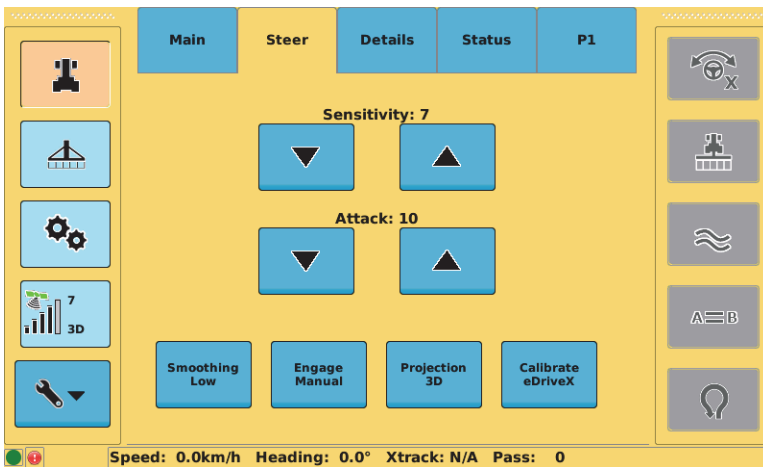 Main Steer Details Status P1
Sensitivity: 7
Attack: 10
7
3D
Smoothing
Low
Engage
Manual
Projection
3D
Calibrate
eDriveX
X
A B
Speed: 0.0km/h Heading: 0.0° Xtrack: N/A Pass: 0